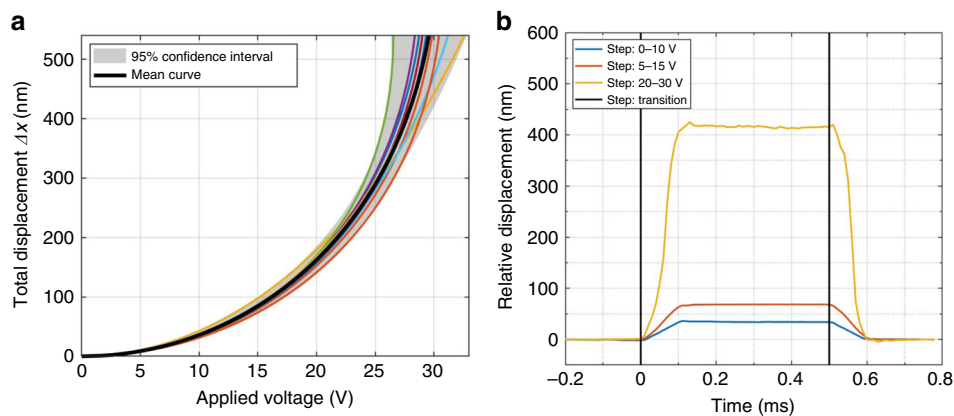 a
95% confidence interval
Mean curve
Total displacement Δx (nm)
500
400
300
200
100
0
0 5 10 15 20 25 30
Applied voltage (V)
b
Step: 0–10 V
Step: 5–15 V
Step: 20–30 V
Step: transition
Relative displacement (nm)
600
500
400
300
200
100
0
–0.2 0 0.2 0.4 0.6 0.8
Time (ms)